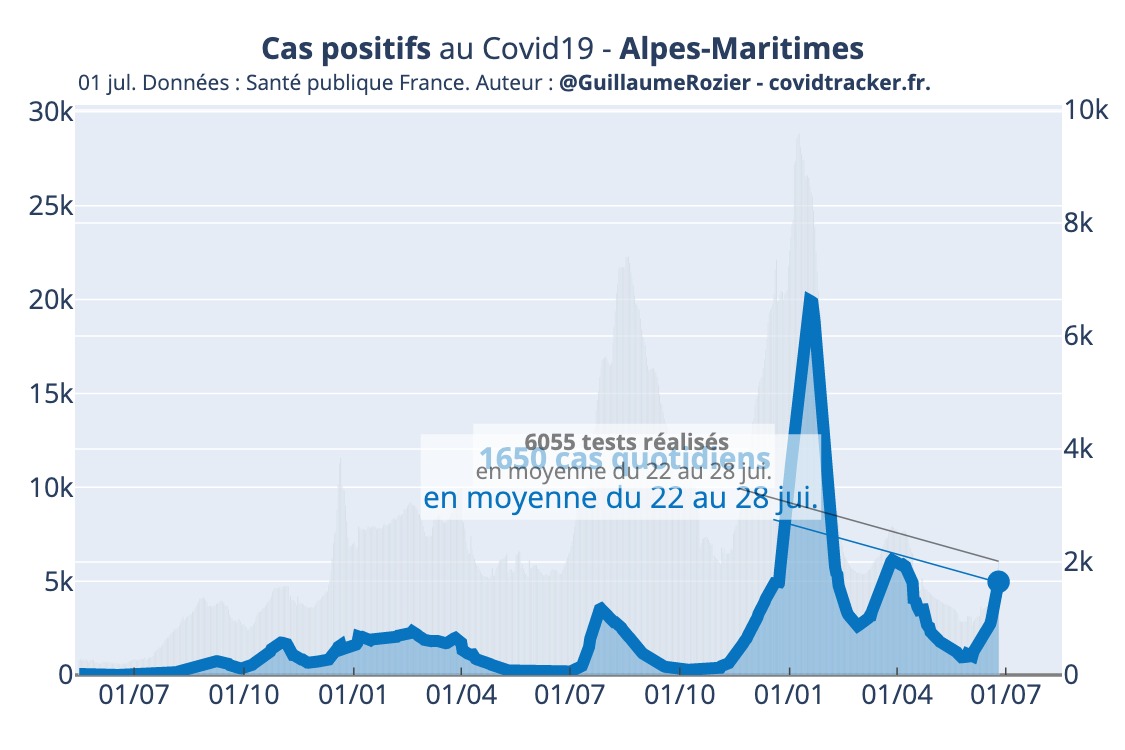 Cas positifs au Covid19 - Alpes-Maritimes
01 jul. Données : Santé publique France. Auteur : @GuillaumeRozier - covidtracker.fr.
30k
25k
20k
15k
10k
5k
0
10k
8k
6k
4k
2k
0
6055 tests réalisés
en moyenne du 22 au 28 jui.
1650 cas quotidiens
en moyenne du 22 au 28 jui.
01/07 01/10 01/01 01/04 01/07 01/10 01/01 01/04 01/07